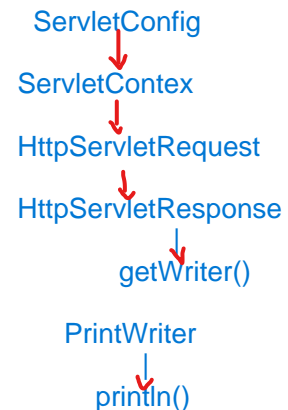 ServletConfig
ServletContex
HttpServletRequest
HttpServletResponse
getWriter()
PrintWriter
println()